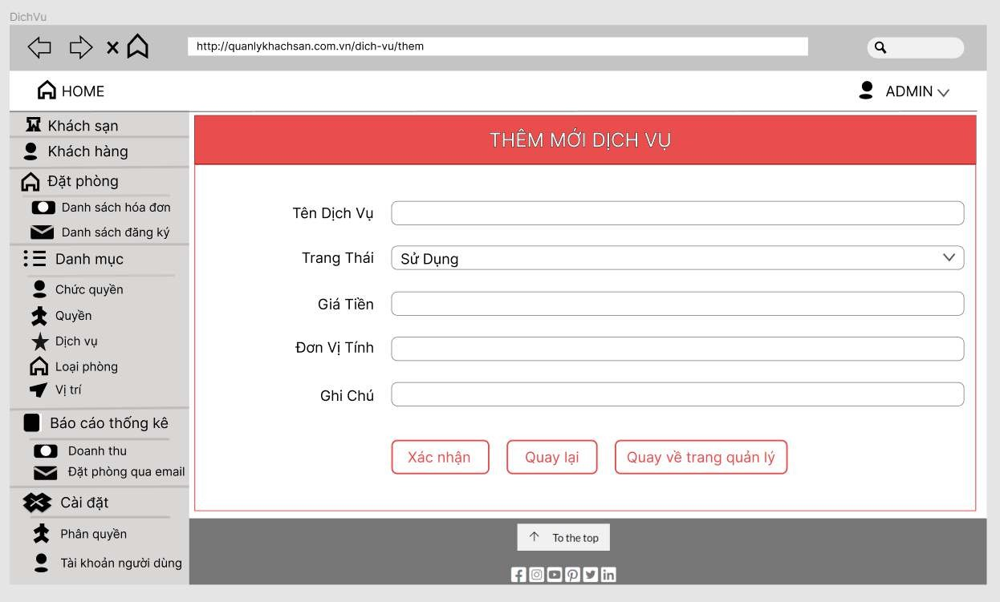 DichVu
http://quanlykhachsan.com.vn/dich-vu/them
HOME
ADMIN
Khách sạn
Khách hàng
Đặt phòng
Danh sách hóa đơn
Danh sách đăng ký
Danh mục
Chức quyền
Quyền
Dịch vụ
Loại phòng
Vị trí
Báo cáo thống kê
Doanh thu
Đặt phòng qua email
Cài đặt
Phân quyền
Tài khoản người dùng
THÊM MỚI DỊCH VỤ
Tên Dịch Vụ
Trang Thái
Sử Dụng
Giá Tiền
Đơn Vị Tính
Ghi Chú
Xác nhận
Quay lại
Quay về trang quản lý
To the top